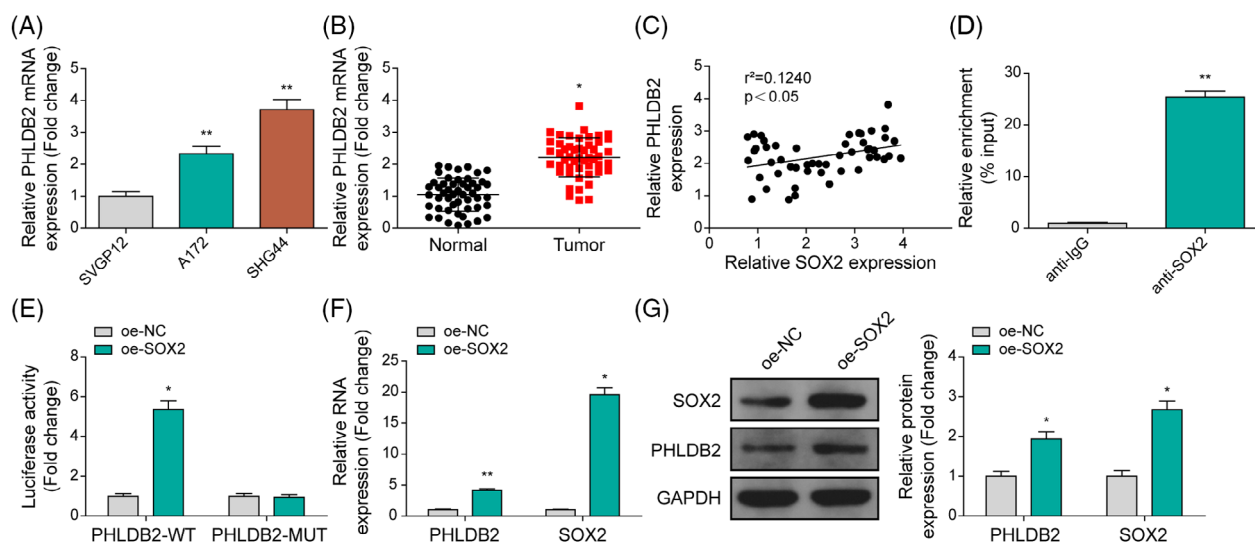 (A)
Relative PHLDB2 mRNA
expression (Fold change)
5
4
3
2
1
0
**
**
SVGP12
A172
SHG44
(B)
Relative PHLDB2 mRNA
expression (Fold change)
5
4
3
2
1
0
*
Normal
Tumor
(C)
Relative PHLDB2
expression
5
4
3
2
1
0
r²=0.1240
p<0.05
0
1
2
3
4
5
Relative SOX2 expression
(D)
Relative enrichment
(% input)
30
20
10
0
**
anti-IgG
anti-SOX2
(E)
oe-NC
oe-SOX2
Luciferase activity
(Fold change)
8
6
4
2
0
*
PHLDB2-WT
PHLDB2-MUT
(F)
oe-NC
oe-SOX2
Relative RNA
expression (Fold change)
25
20
15
10
5
0
**
*
PHLDB2
SOX2
(G)
oe-NC
oe-SOX2
SOX2
PHLDB2
GAPDH
oe-NC
oe-SOX2
Relative protein
expression (Fold change)
4
3
2
1
0
*
*
PHLDB2
SOX2